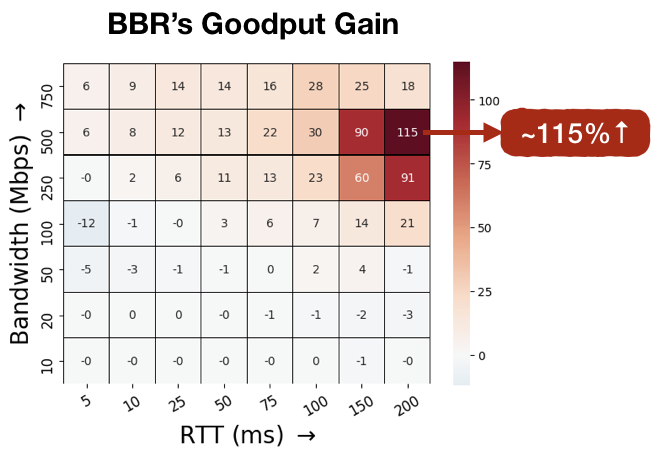 BBR’s Goodput Gain
750 6 9 14 14 16 28 25 18
500 6 8 12 13 22 30 90 115
250 -0 2 6 11 13 23 60 91
100 -12 -1 -0 3 6 7 14 21
50 -5 -3 -1 -1 0 2 4 -1
20 -0 0 0 -0 -1 -1 -2 -3
10 -0 -0 -0 -0 -0 0 -1 -0
5 10 25 50 75 100 150 200
RTT (ms) →
Bandwidth (Mbps) →
100
75
50
25
0
~115%↑